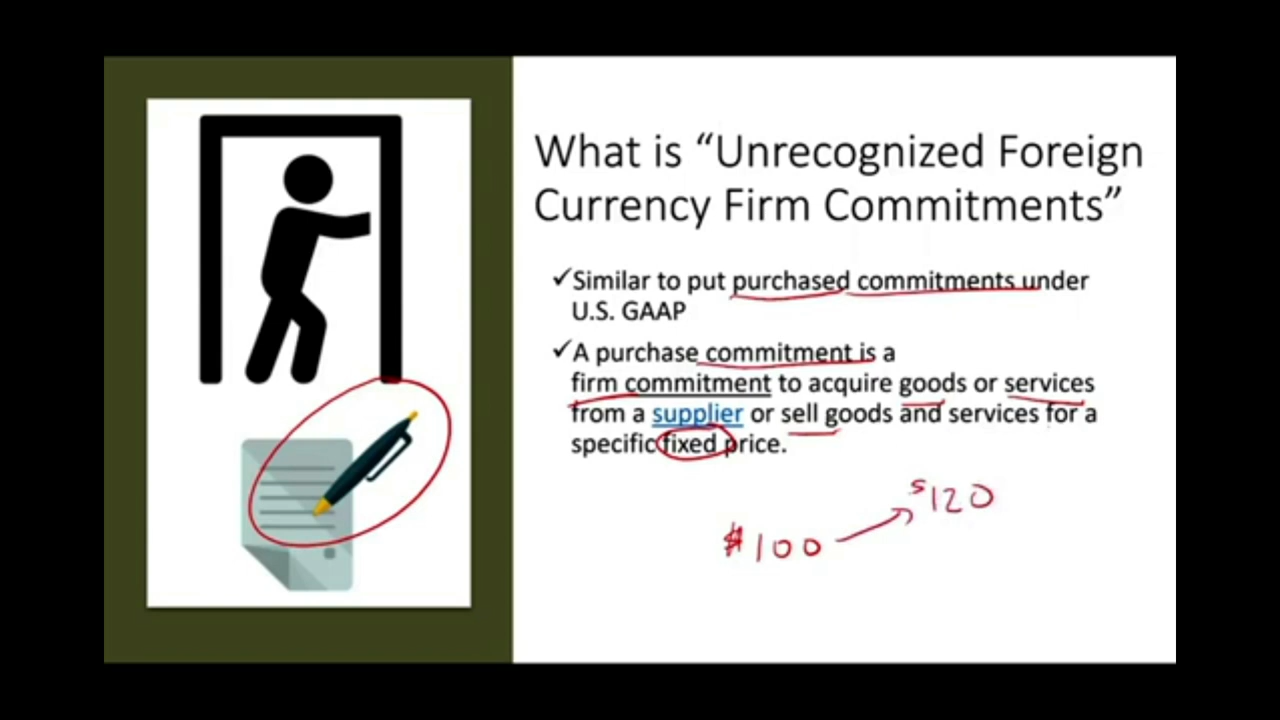 What is “Unrecognized Foreign
Currency Firm Commitments”
✓Similar to put purchased commitments under
U.S. GAAP
✓A purchase commitment is a
firm commitment to acquire goods or services
from a supplier or sell goods and services for a
specific fixed price.
$120
$100